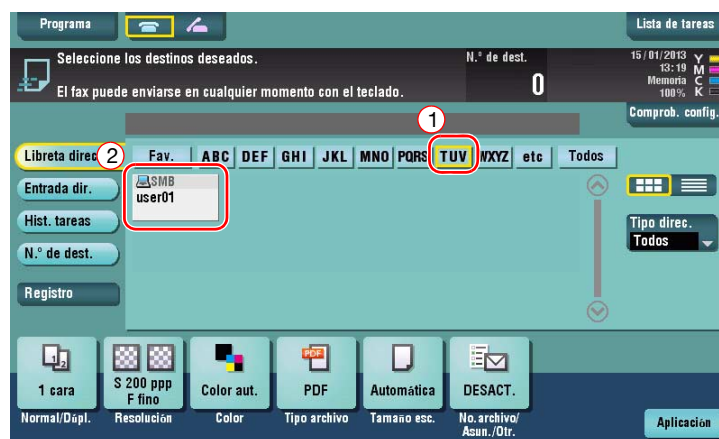 Programa
Lista de tareas
Seleccione los destinos deseados.
N.° de dest.
0
El fax puede enviarse en cualquier momento con el teclado.
15/01/2013
13:19
Memoria
100%
Y
M
C
K
Comprob. config.
1
2
Libreta direc
Fav.
ABC
DEF
GHI
JKL
MNO
PQRS
TUV
WXYZ
etc
Todos
Entrada dir.
SMB
user01
Hist. tareas
Tipo direc.
Todos
N.° de dest.
Registro
1 2
PDF
1 cara
S 200 ppp
F fino
Color aut.
PDF
Automática
DESACT.
Normal/Dúpl.
Resolución
Color
Tipo archivo
Tamaño esc.
No.archivo/
Asun./Otr.
Aplicación